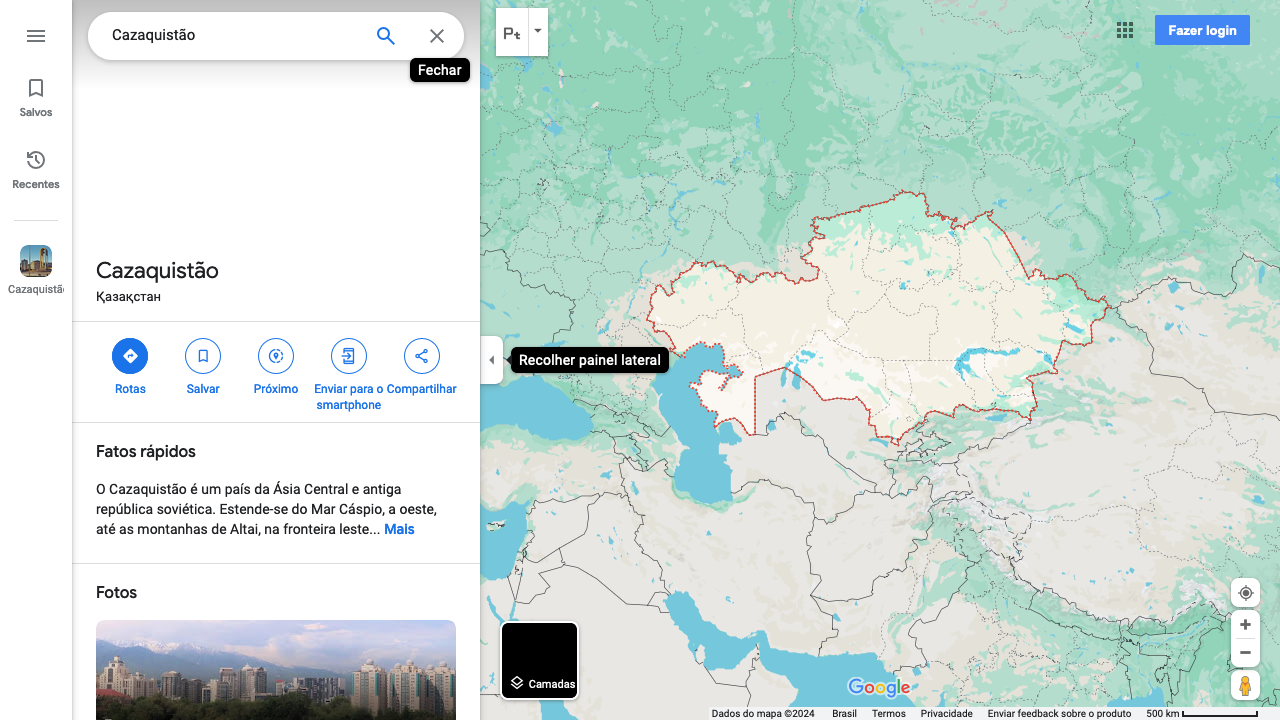 Cazaquistão
Fechar
Pt
Fazer login
Salvos
Recentes
Cazaquistão
Cazaquistão
Қазақстан
Rotas
Salvar
Próximo
Enviar para o
smartphone
Compartilhar
Recolher painel lateral
Fatos rápidos
O Cazaquistão é um país da Ásia Central e antiga
república soviética. Estende-se do Mar Cáspio, a oeste,
até as montanhas de Altai, na fronteira leste... Mais
Fotos
Camadas
Google
Dados do mapa ©2024 Brasil Termos Privacidade Enviar feedback sobre o produto 500 km